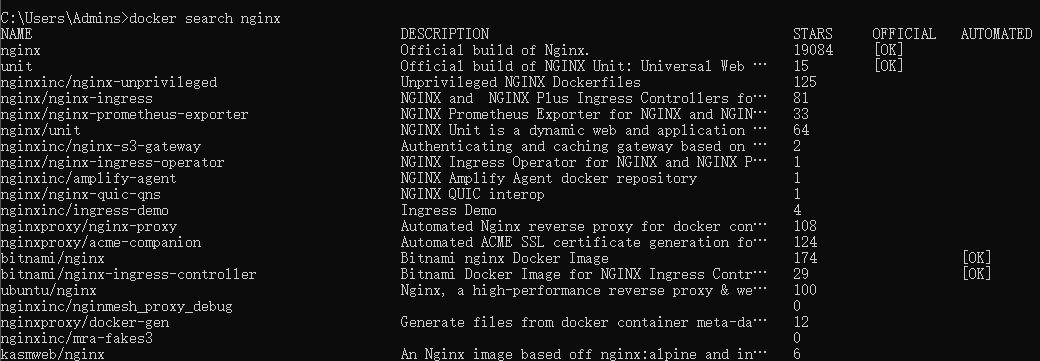 C:\Users\Admins>docker search nginx
NAME DESCRIPTION STARS OFFICIAL AUTOMATED
nginx Official build of Nginx. 19084 [OK]
unit Official build of NGINX Unit: Universal Web … 15 [OK]
nginxinc/nginx-unprivileged Unprivileged NGINX Dockerfiles 125
nginx/nginx-ingress NGINX and  NGINX Plus Ingress Controllers fo… 81
nginx/nginx-prometheus-exporter NGINX Prometheus Exporter for NGINX and NGIN… 33
nginx/unit NGINX Unit is a dynamic web and application … 64
nginxinc/nginx-s3-gateway Authenticating and caching gateway based on … 2
nginx/nginx-ingress-operator NGINX Ingress Operator for NGINX and NGINX P… 1
nginxinc/amplify-agent NGINX Amplify Agent docker repository 1
nginx/nginx-quic-qns NGINX QUIC interop 1
nginxinc/ingress-demo Ingress Demo 4
nginxproxy/nginx-proxy Automated Nginx reverse proxy for docker con… 108
nginxproxy/acme-companion Automated ACME SSL certificate generation fo… 124
bitnami/nginx Bitnami nginx Docker Image 174 [OK]
bitnami/nginx-ingress-controller Bitnami Docker Image for NGINX Ingress Contr… 29 [OK]
ubuntu/nginx Nginx, a high-performance reverse proxy & we… 100
nginxinc/nginmesh_proxy_debug 0
nginxproxy/docker-gen Generate files from docker container meta-da… 12
nginxinc/mra-fakes3 0
kasmweb/nginx An Nginx image based off nginx:alpine and in… 6